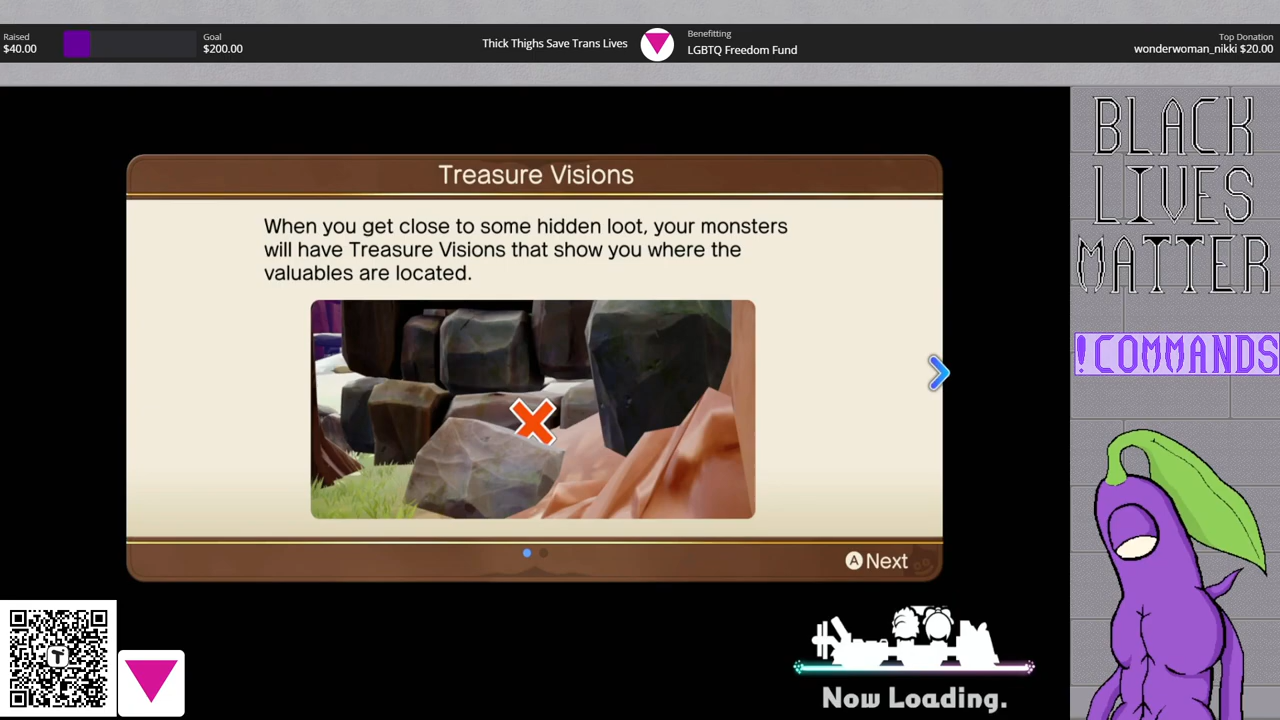 Raised
$40.00
Goal
$200.00
Thick Thighs Save Trans Lives
Benefitting
LGBTQ Freedom Fund
Top Donation
wonderwoman_nikki $20.00
BLACK
LIVES
MATTER
!COMMANDS
Treasure Visions
When you get close to some hidden loot, your monsters
will have Treasure Visions that show you where the
valuables are located.
A Next
T
Now Loading.